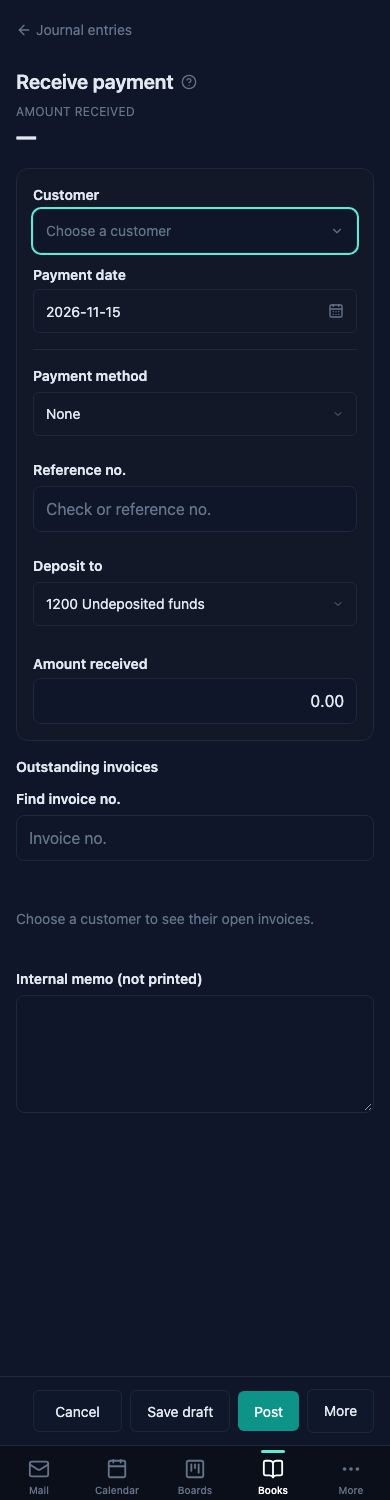 Journal entries
Receive payment
AMOUNT RECEIVED
—
Customer
Choose a customer
Payment date
2026-11-15
Payment method
None
Reference no.
Check or reference no.
Deposit to
1200 Undeposited funds
Amount received
0.00
Outstanding invoices
Find invoice no.
Invoice no.
Choose a customer to see their open invoices.
Internal memo (not printed)
Cancel Save draft Post More
Mail Calendar Boards Books More